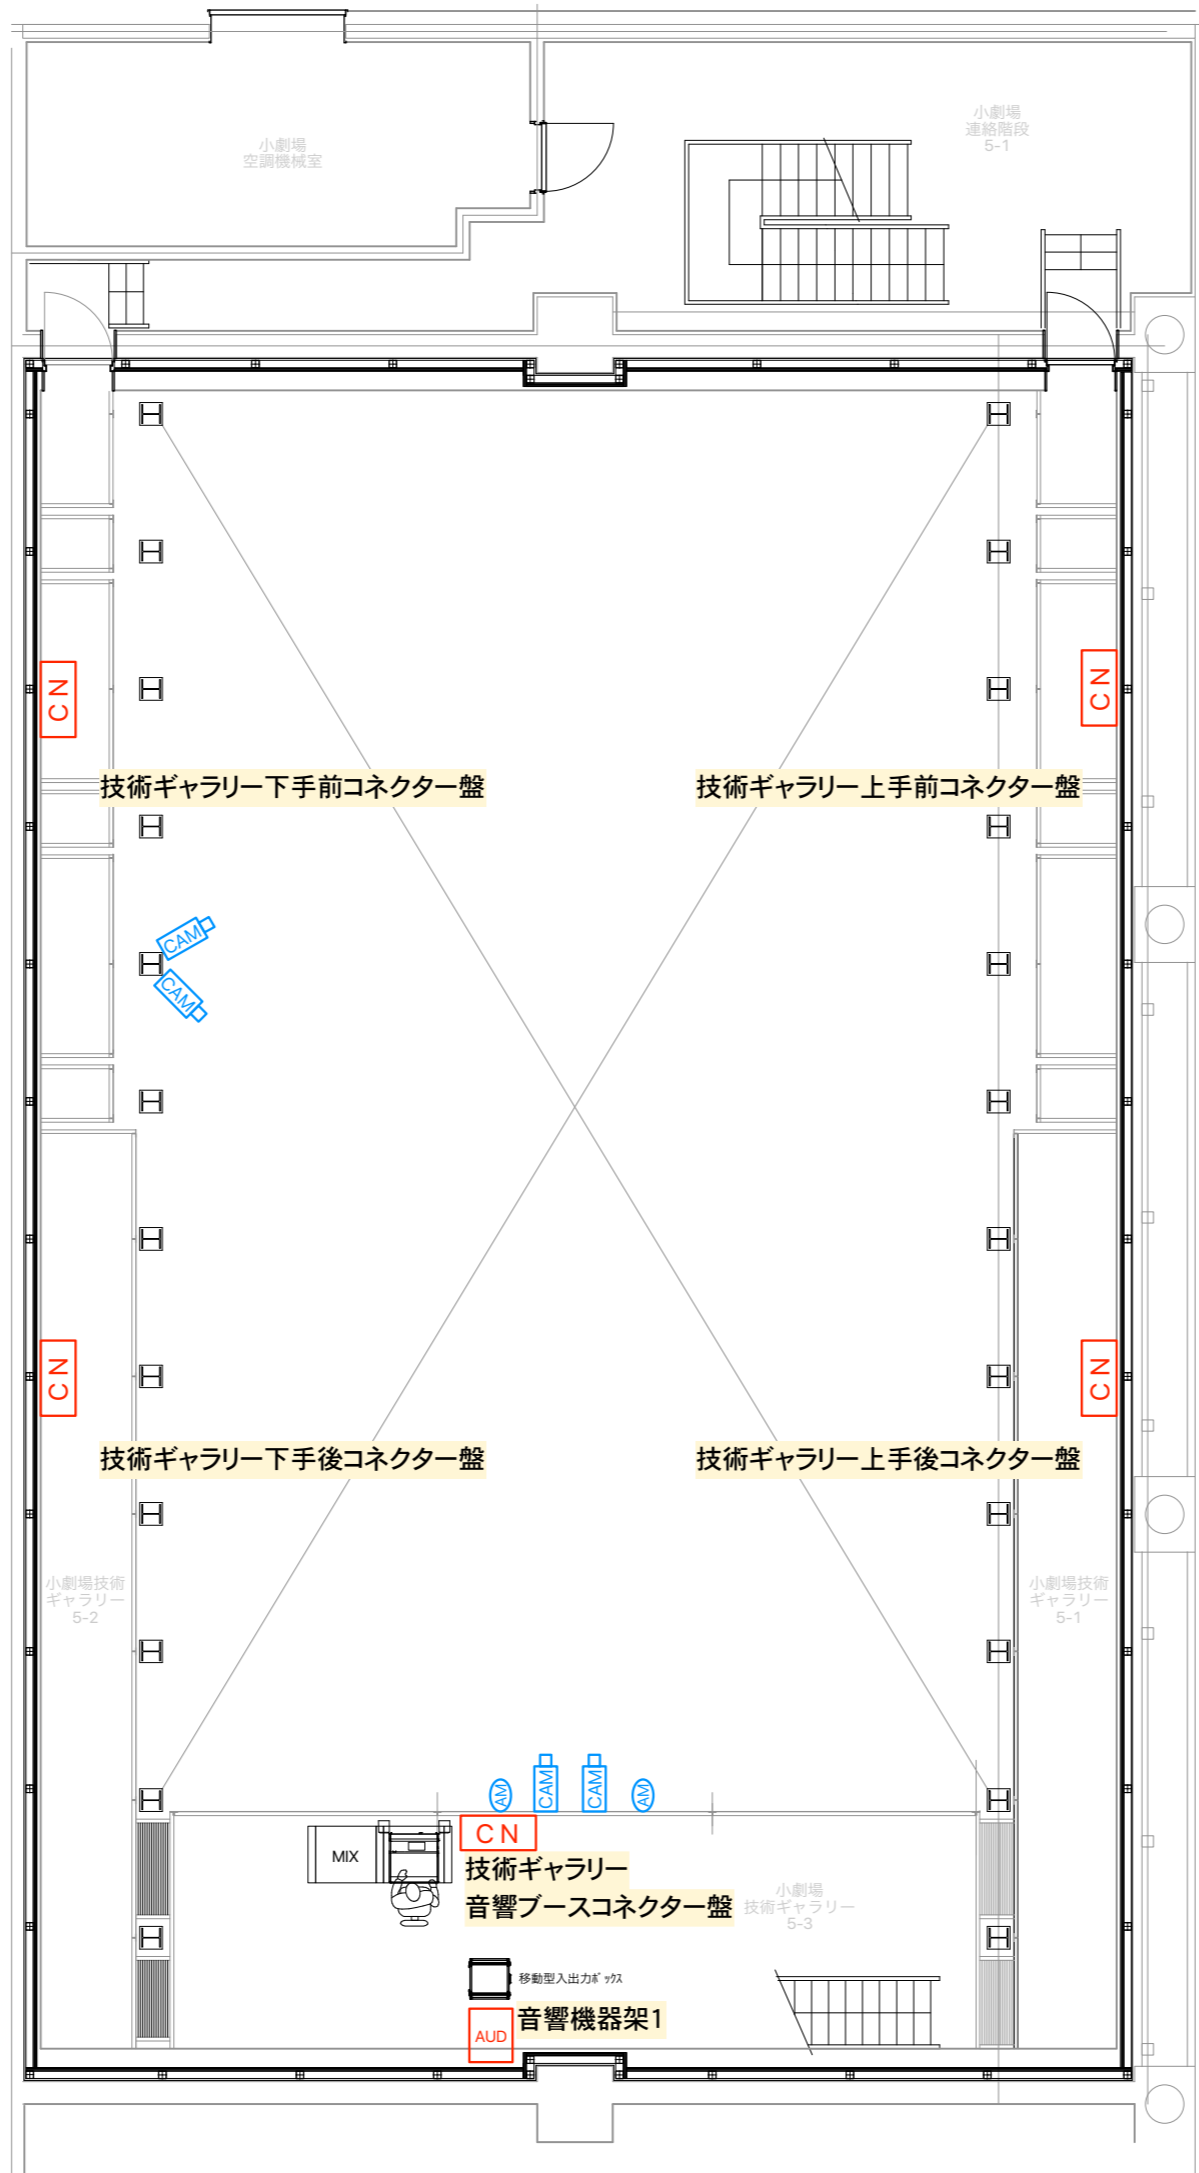 小劇場
空調機械室
小劇場
連絡階段
5-1
CN
CN
技術ギャラリー下手前コネクター盤
技術ギャラリー上手前コネクター盤
CAM
CAM
CN
CN
技術ギャラリー下手後コネクター盤
技術ギャラリー上手後コネクター盤
小劇場技術
ギャラリー
5-2
小劇場技術
ギャラリー
5-1
AM
CAM
CAM
AM
CN
MIX
技術ギャラリー
音響ブースコネクター盤
小劇場
技術ギャラリー
5-3
移動型入出力ﾎﾞｯｸｽ
音響機器架1
AUD